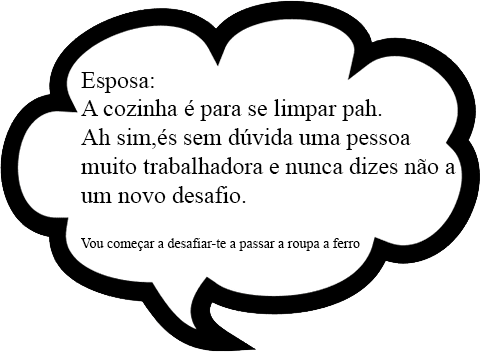 Esposa:
A cozinha é para se limpar pah.
Ah sim,és sem dúvida uma pessoa
muito trabalhadora e nunca dizes não a
um novo desafio.
Vou começar a desafiar-te a passar a roupa a ferro